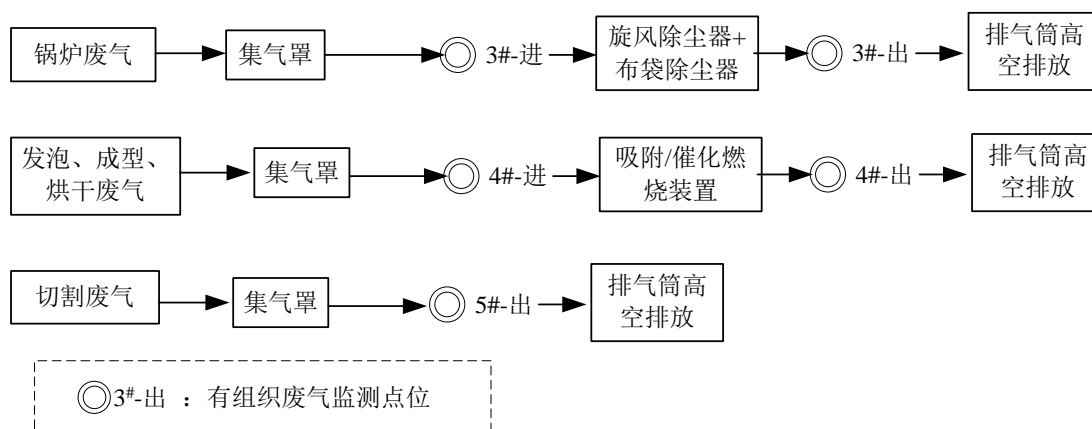 锅炉废气
集气罩
3#-进
旋风除尘器+
布袋除尘器
3#-出
排气筒高
空排放
发泡、成型、
烘干废气
集气罩
4#-进
吸附/催化燃
烧装置
4#-出
排气筒高
空排放
切割废气
集气罩
5#-出
排气筒高
空排放
3#-出 ：有组织废气监测点位